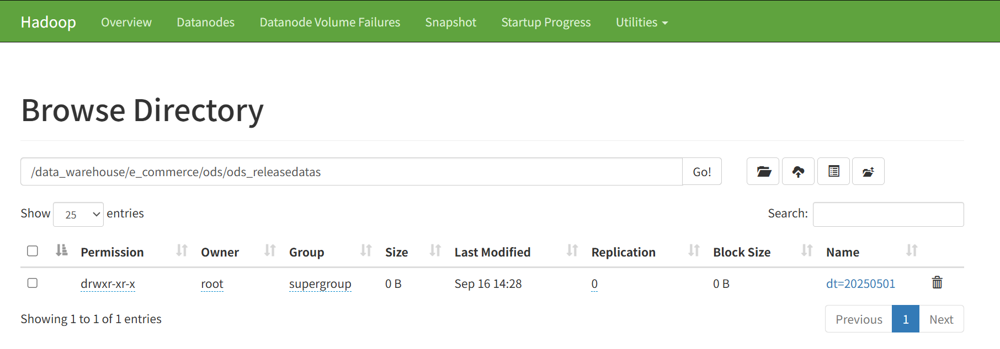 Hadoop Overview Datanodes Datanode Volume Failures Snapshot Startup Progress Utilities
Browse Directory
/data_warehouse/e_commerce/ods/ods_releasedatas Go!
Show 25 entries Search:
Permission Owner Group Size Last Modified Replication Block Size Name
drwxr-xr-x root supergroup 0 B Sep 16 14:28 0 0 B dt=20250501
Showing 1 to 1 of 1 entries Previous 1 Next